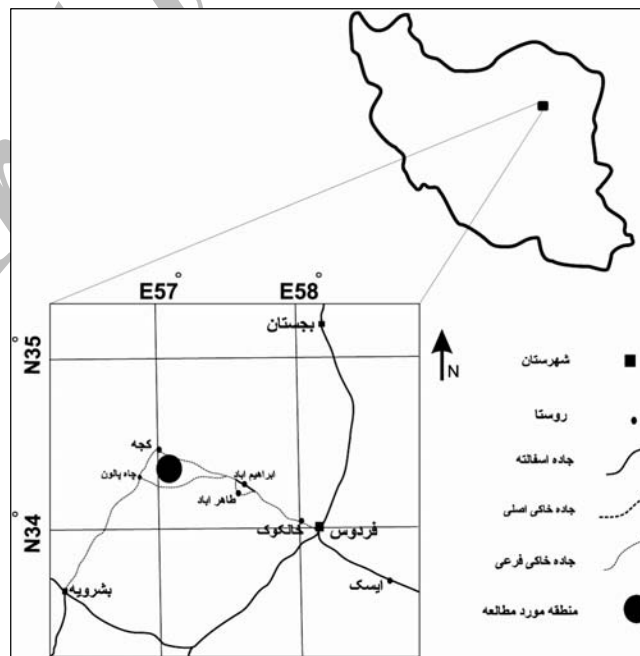 E57° E58°
N35°
N34°
N
بجستان
کجه
چاه پالون
ابراهیم اباد
طاهر اباد
خانکوک
فردوس
بشرویه
ایسک
شهرستان
روستا
جاده اسفالته
جاده خاکی اصلی
جاده خاکی فرعی
منطقه مورد مطالعه